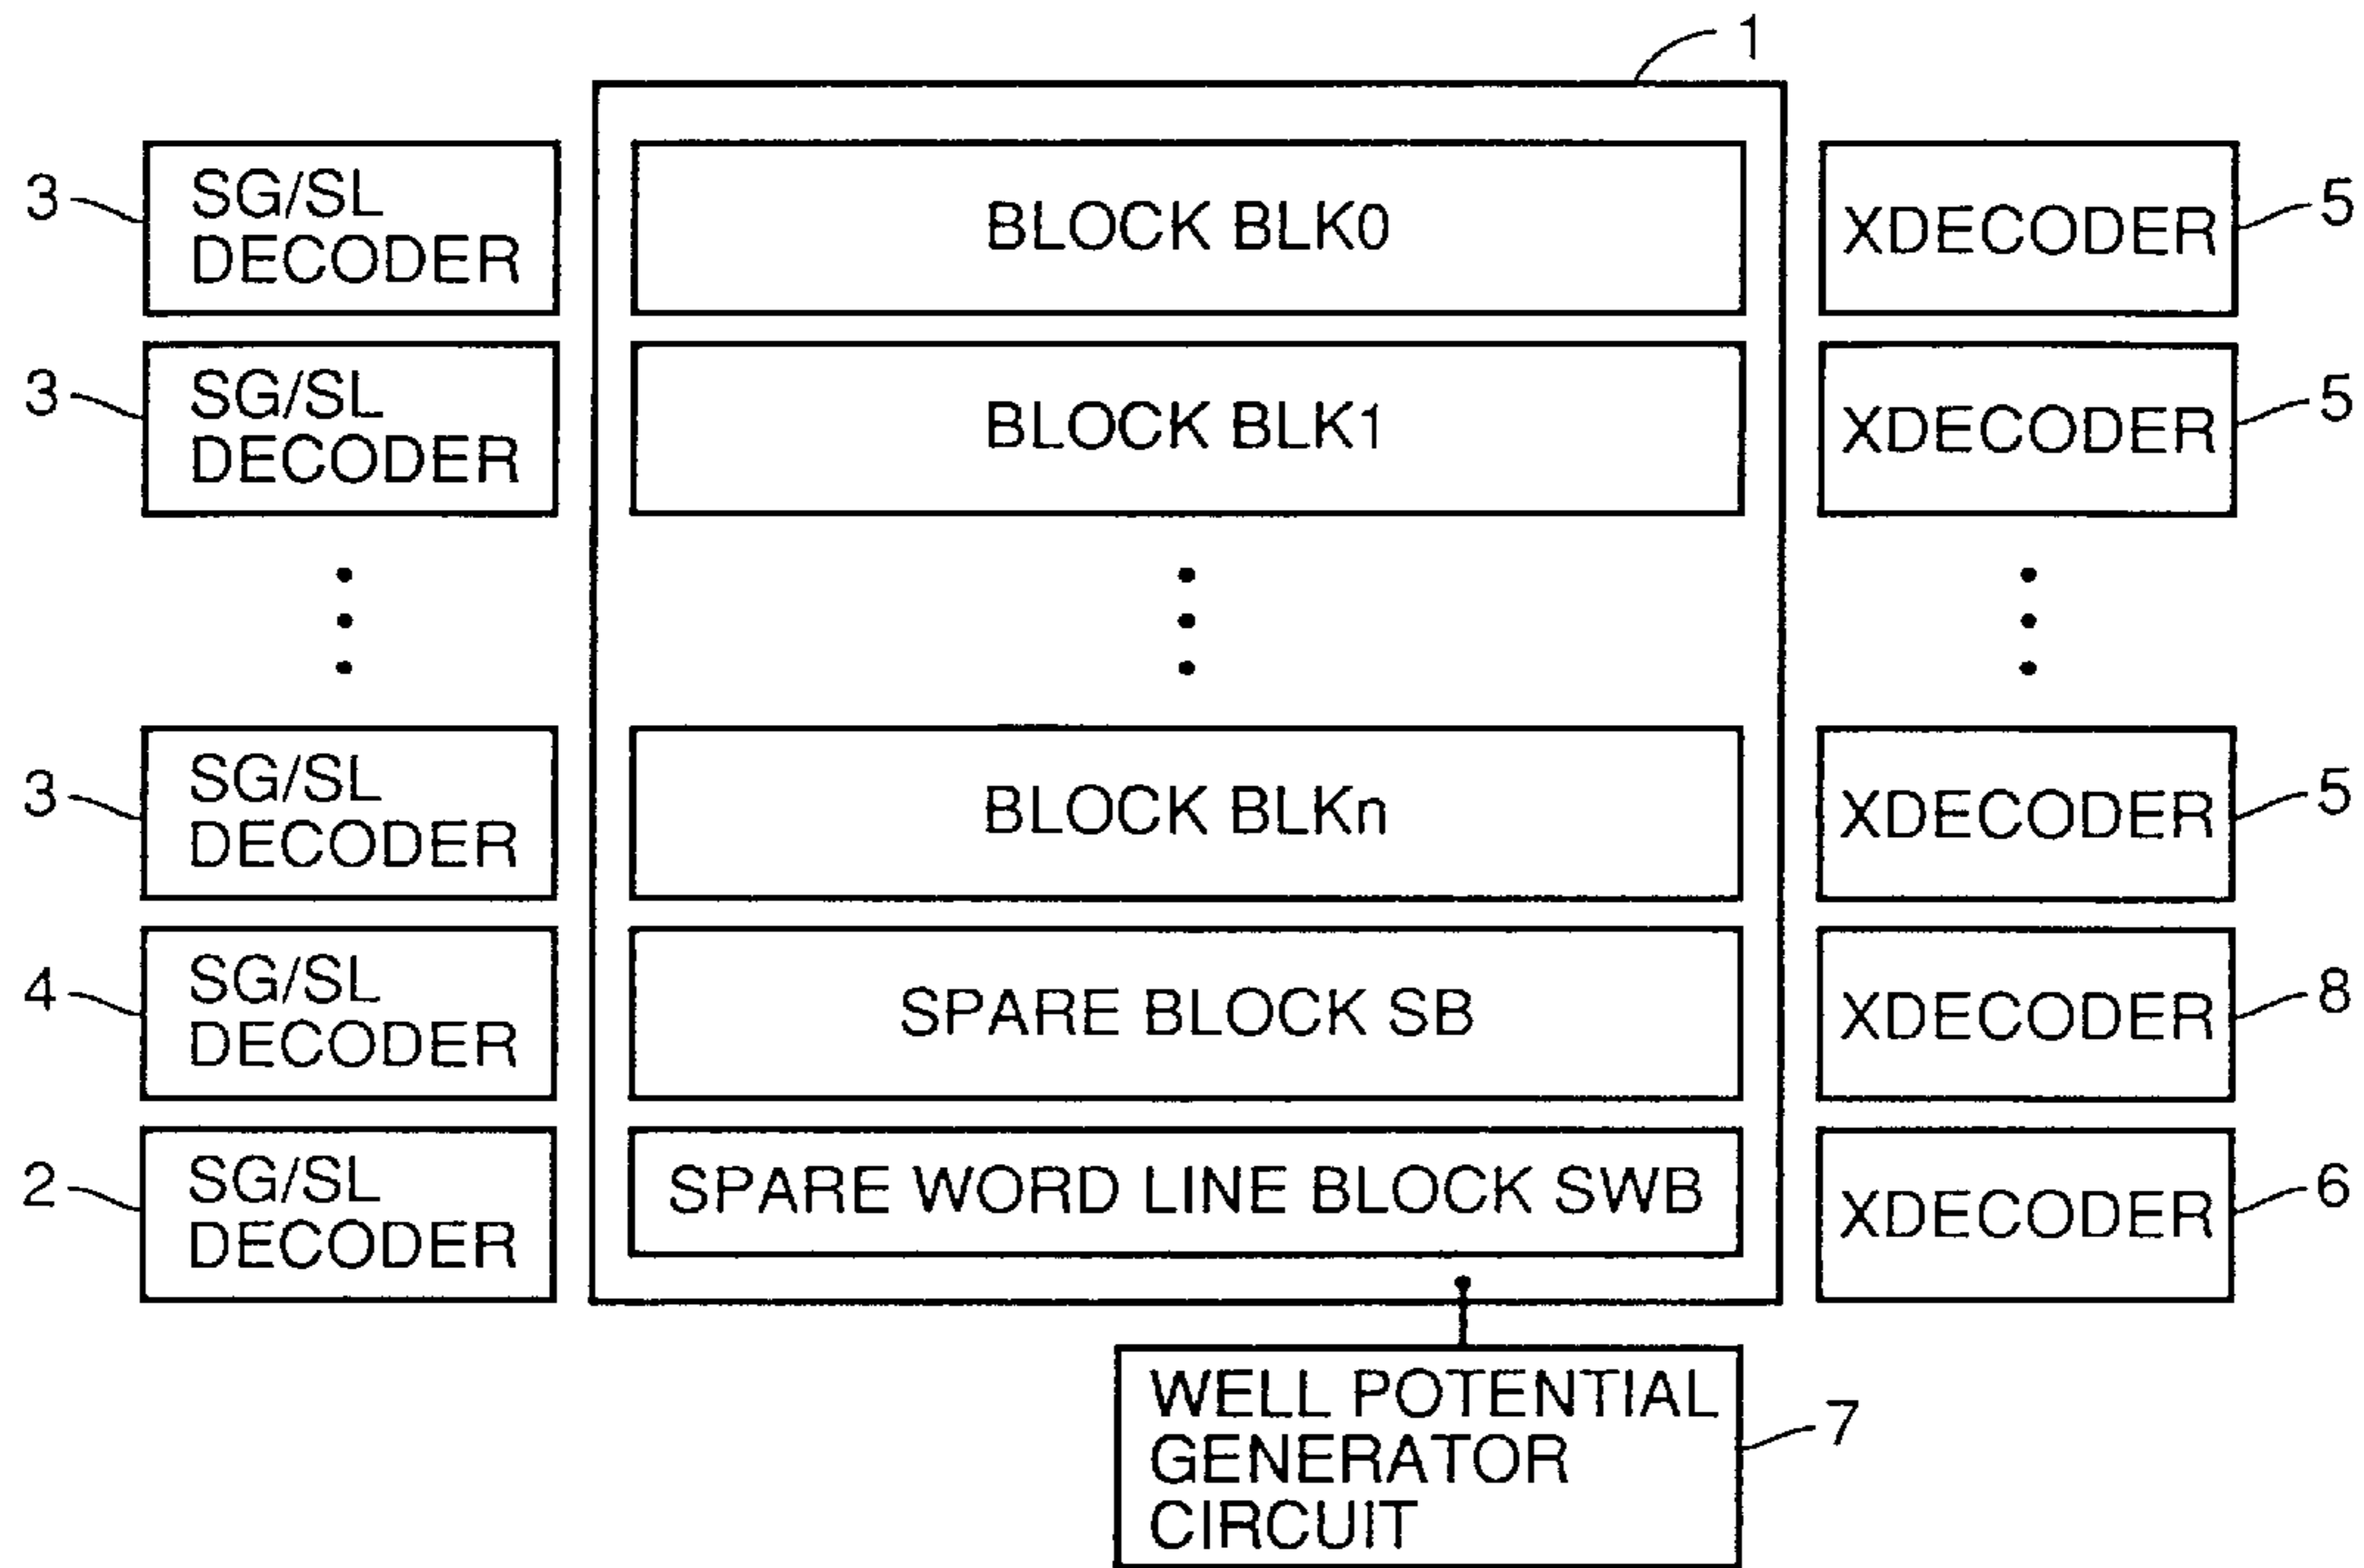 1
3
SG/SL
DECODER
BLOCK BLK0
XDECODER
5
3
SG/SL
DECODER
BLOCK BLK1
XDECODER
5
3
SG/SL
DECODER
BLOCK BLKn
XDECODER
5
4
SG/SL
DECODER
SPARE BLOCK SB
XDECODER
8
2
SG/SL
DECODER
SPARE WORD LINE BLOCK SWB
XDECODER
6
WELL POTENTIAL
GENERATOR
CIRCUIT
7